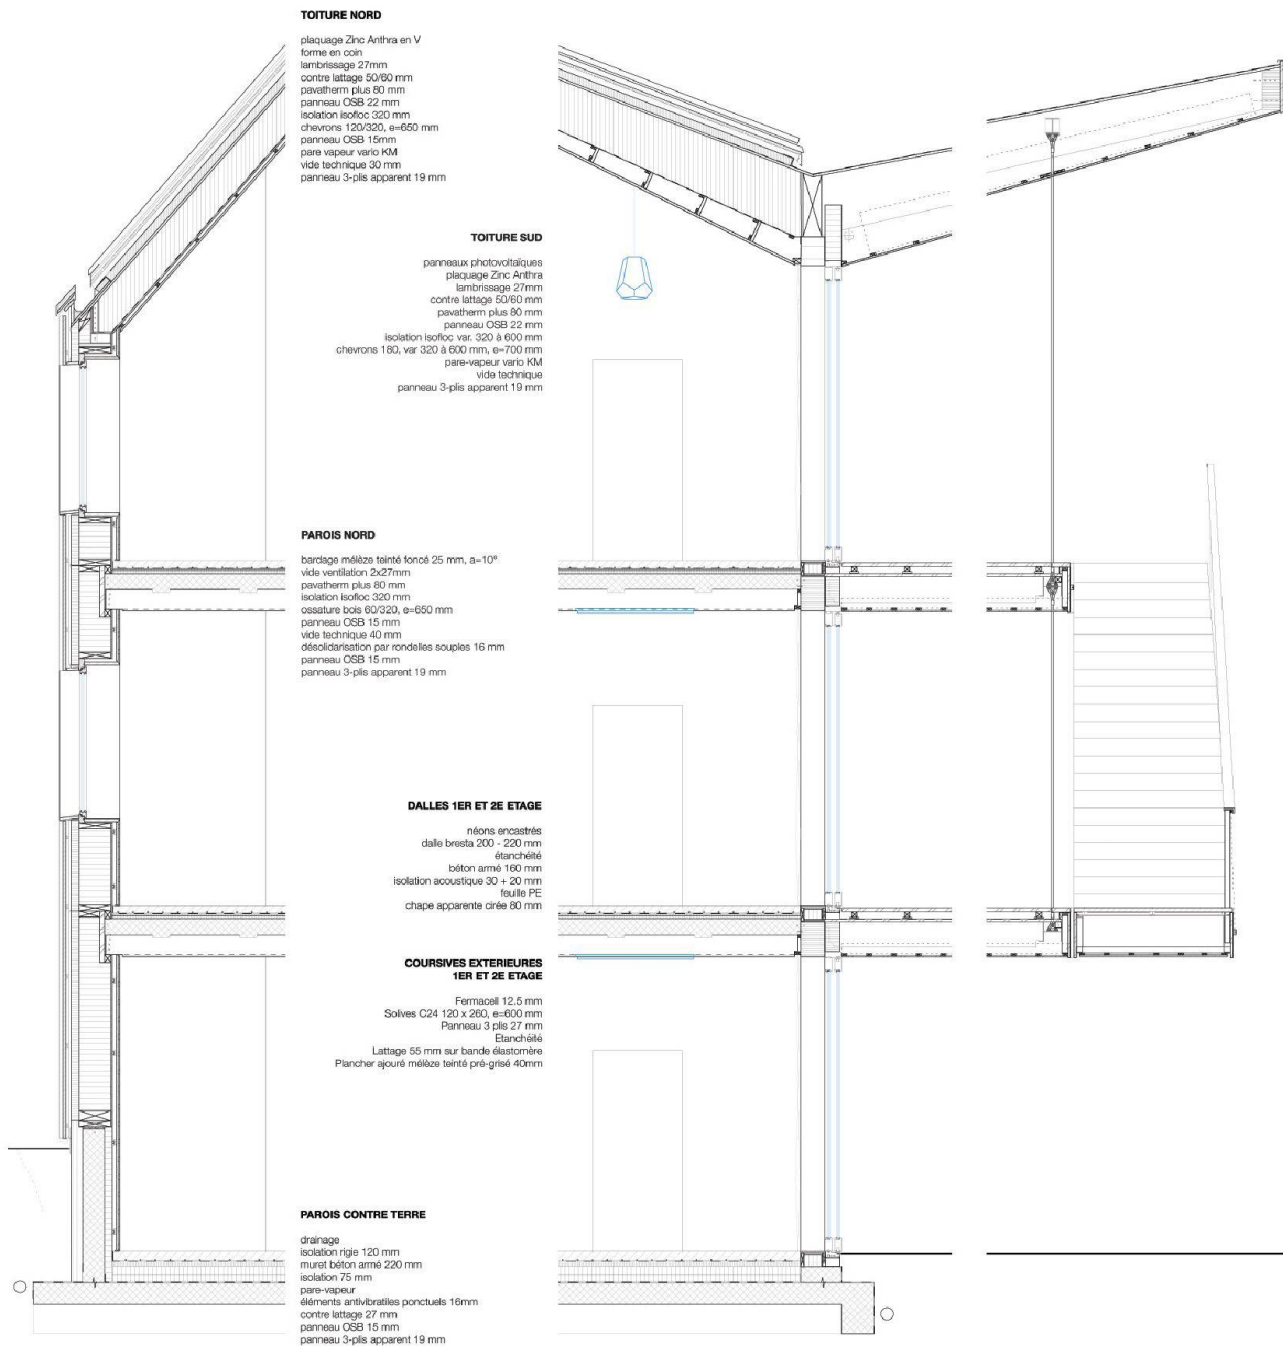 TOITURE NORD
plaquage Zinc Anthra en V
forme en coin
lambrissage 27mm
contre lattage 50/60 mm
pavatherm plus 80 mm
panneau OSB 22 mm
isolation isofloc 320 mm
chevrons 120/320, e=650 mm
panneau OSB 15mm
pare vapeur vario KM
vide technique 30 mm
panneau 3-plis apparent 19 mm
TOITURE SUD
panneaux photovoltaïques
plaquage Zinc Anthra
lambrissage 27mm
contre lattage 50/60 mm
pavatherm plus 80 mm
panneau OSB 22 mm
isolation isofloc var. 320 à 600 mm
chevrons 180, var 320 à 600 mm, e=700 mm
pare-vapeur vario KM
vide technique
panneau 3-plis apparent 19 mm
PAROIS NORD
bardage mélèze teinté foncé 25 mm, a=10°
vide ventilation 2x27mm
pavatherm plus 60 mm
isolation isofloc 320 mm
ossature bois 60/320, e=650 mm
panneau OSB 15 mm
vide technique 40 mm
désolidarisation par rondelles souples 16 mm
panneau OSB 15 mm
panneau 3-plis apparent 19 mm
DALLES 1ER ET 2E ETAGE
néons encastrés
dalle bresta 200 - 220 mm
étanchéité
béton armé 160 mm
isolation acoustique 30 + 20 mm
feuille PE
chape apparente cirée 80 mm
COURSIVES EXTERIEURES
1ER ET 2E ETAGE
Fermacell 12.5 mm
Solives C24 120 x 260, e=600 mm
Panneau 3 plis 27 mm
Etanchéité
Lattage 55 mm sur bande élastomère
Plancher ajouré mélèze teinté pré-grisé 40mm
PAROIS CONTRE TERRE
drainage
isolation rigie 120 mm
muret béton armé 220 mm
isolation 75 mm
pare-vapeur
éléments antivibratiles ponctuels 16mm
contre lattage 27 mm
panneau OSB 15 mm
panneau 3-plis apparent 19 mm